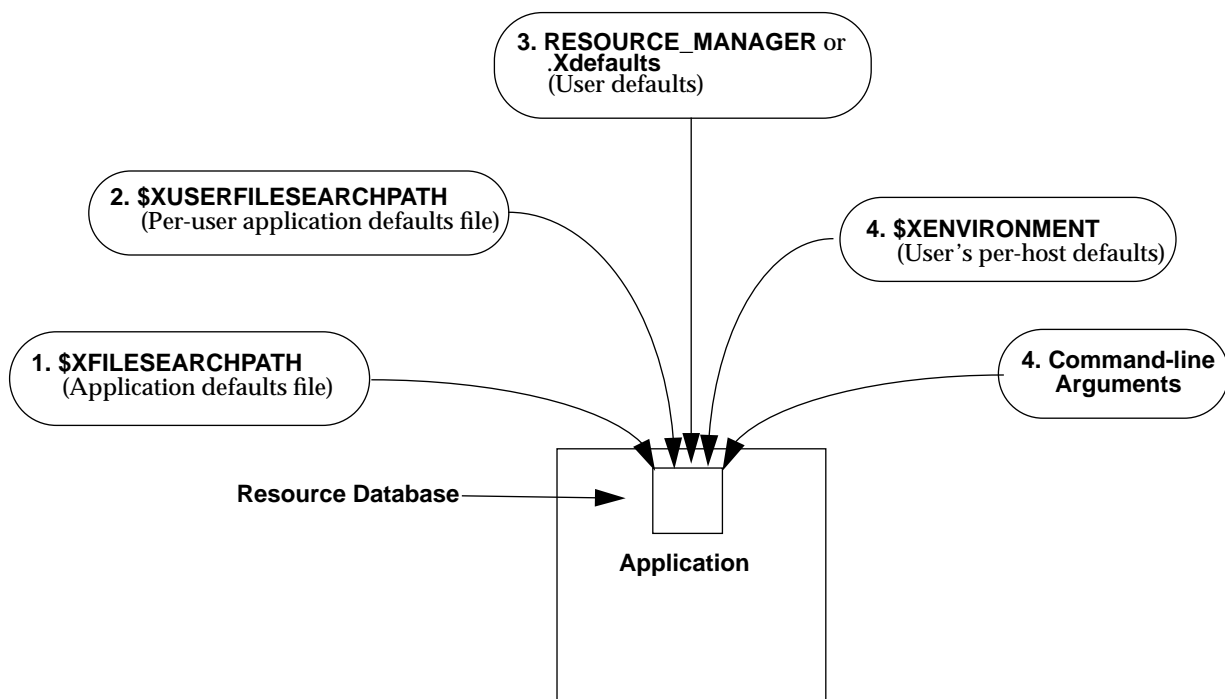 3. RESOURCE_MANAGER or
.Xdefaults
(User defaults)
2. $XUSERFILESEARCHPATH
(Per-user application defaults file)
4. $XENVIRONMENT
(User's per-host defaults)
1. $XFILESEARCHPATH
(Application defaults file)
4. Command-line
Arguments
Resource Database
Application